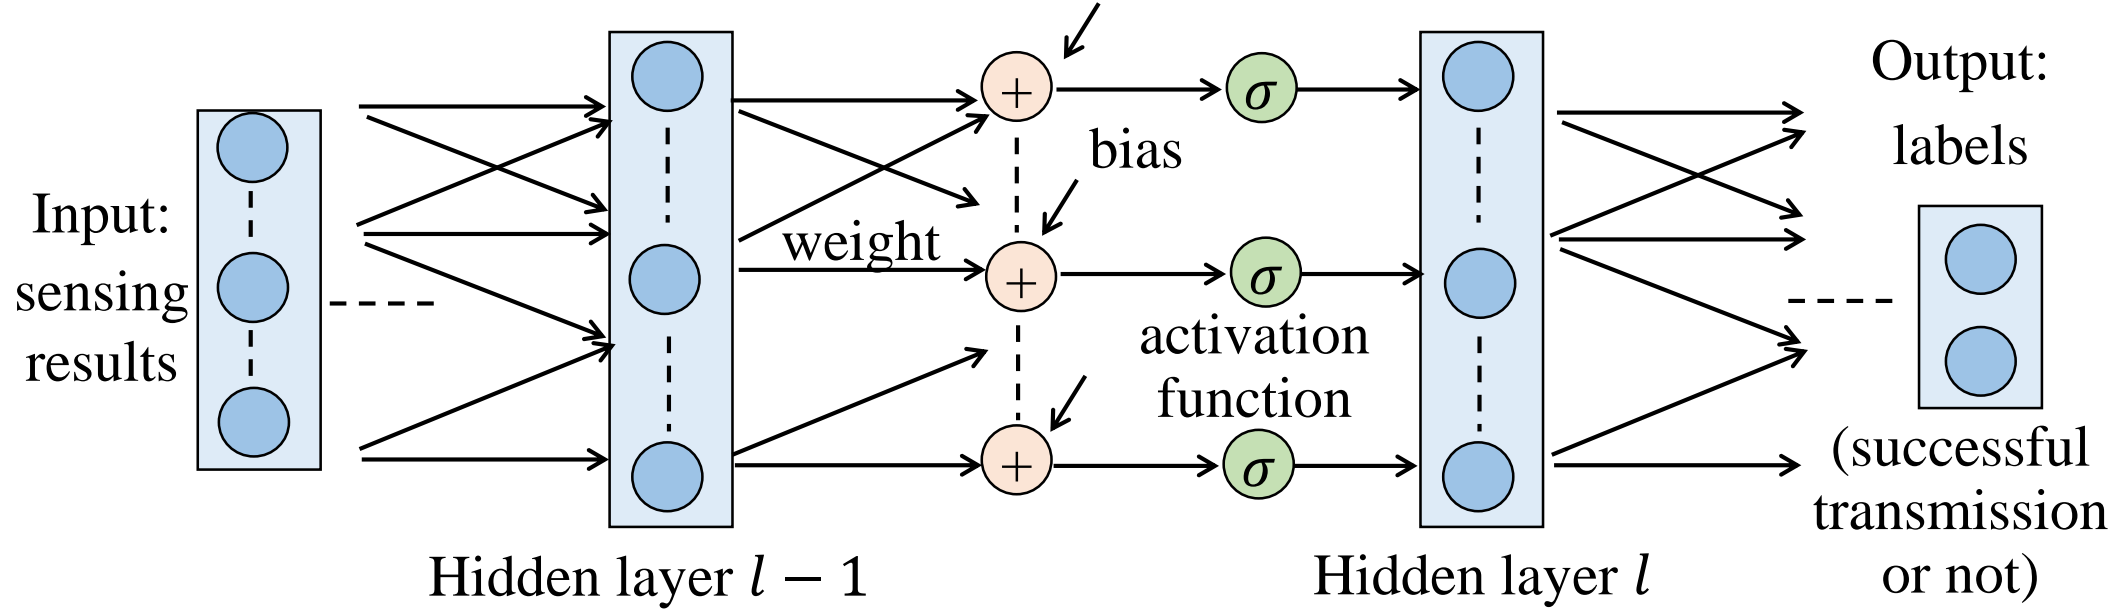 Input:
sensing
results
Hidden layer l − 1
weight
+
+
+
bias
σ
σ
activation
function
σ
Hidden layer l
Output:
labels
(successful
transmission
or not)